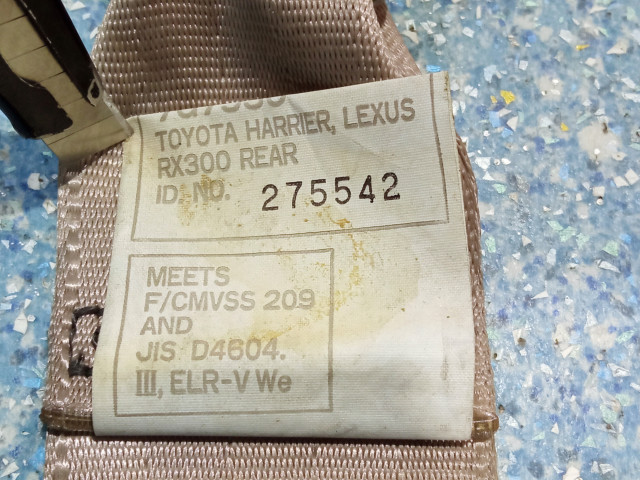 TOYOTA HARRIER, LEXUS
RX300 REAR
ID. NO. 275542
MEETS
F/CMVSS 209
AND
JIS D4604.
III, ELR-V We